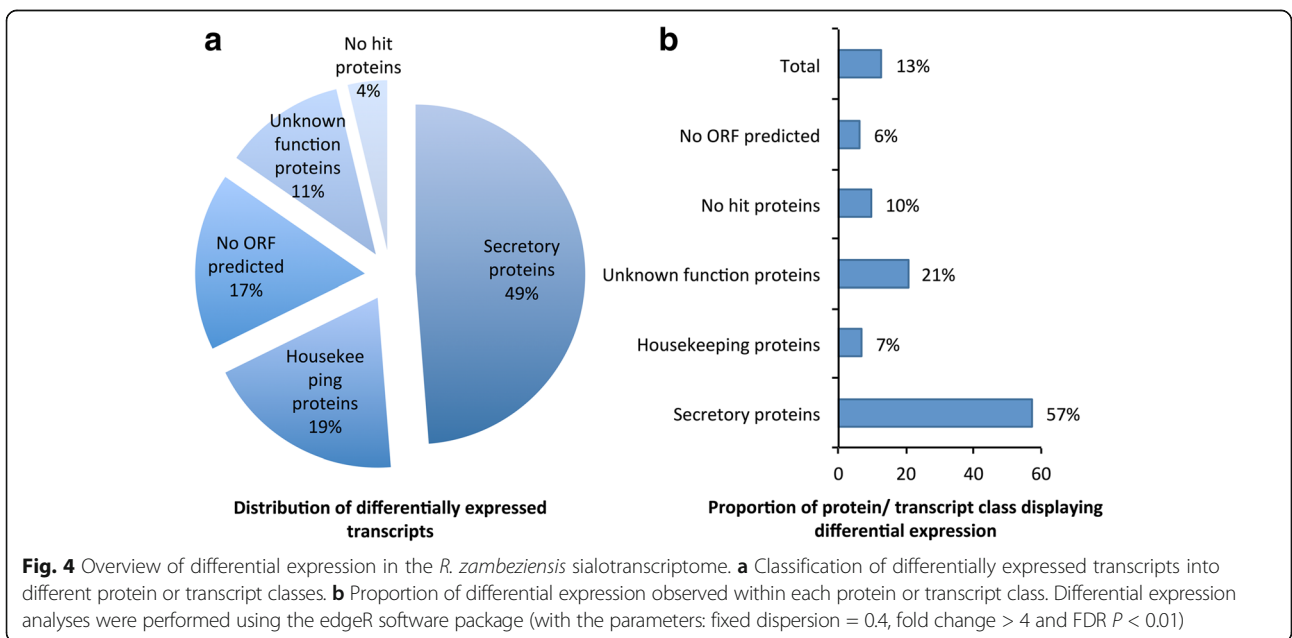 a
No hit
proteins
4%
Unknown
function
proteins
11%
No ORF
predicted
17%
Housekee
ping
proteins
19%
Secretory
proteins
49%
Distribution of differentially expressed
transcripts
b
Total
13%
No ORF predicted
6%
No hit proteins
10%
Unknown function proteins
21%
Housekeeping proteins
7%
Secretory proteins
57%
0 20 40 60
Proportion of protein/ transcript class displaying
differential expression
Fig. 4 Overview of differential expression in the R. zambeziensis sialotranscriptome. a Classification of differentially expressed transcripts into
different protein or transcript classes. b Proportion of differential expression observed within each protein or transcript class. Differential expression
analyses were performed using the edgeR software package (with the parameters: fixed dispersion = 0.4, fold change > 4 and FDR P < 0.01)